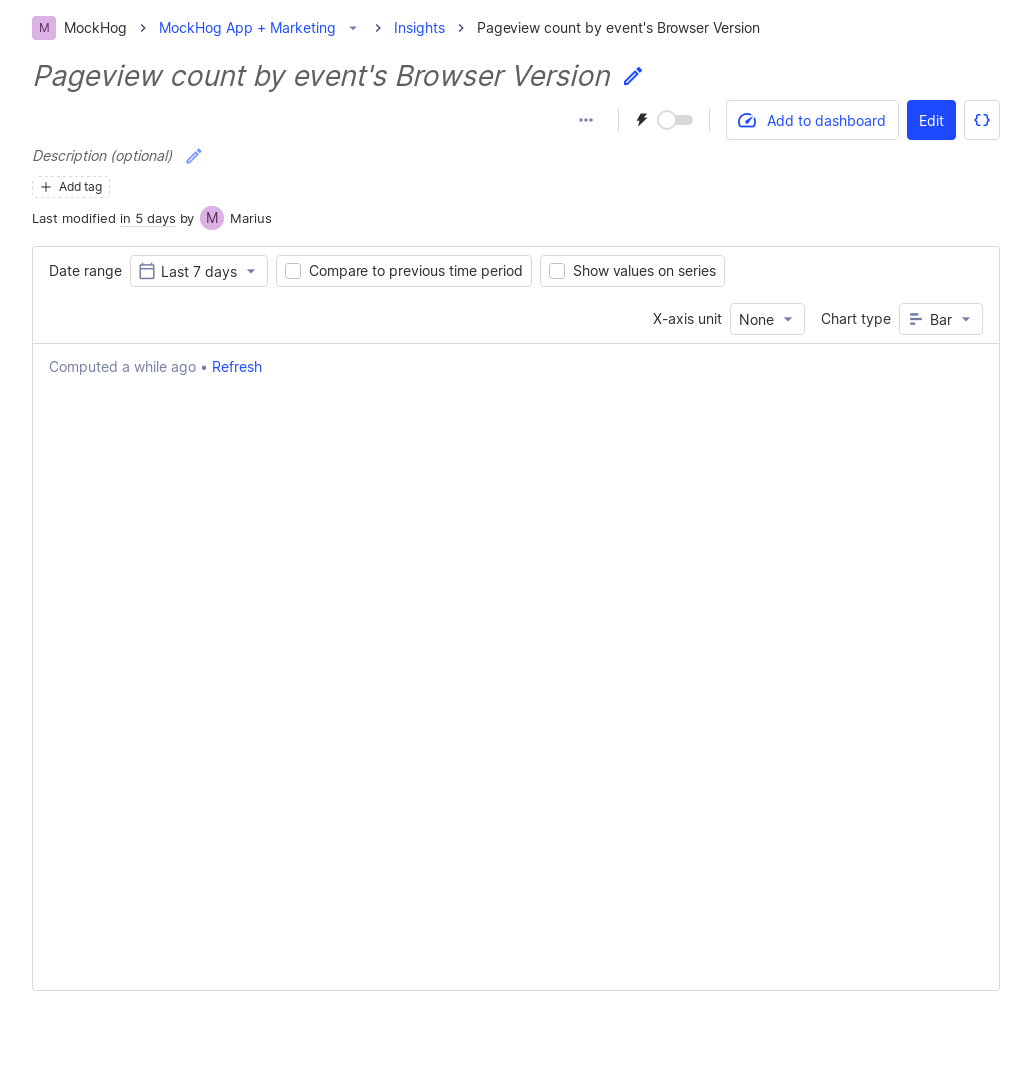 M MockHog MockHog App + Marketing Insights Pageview count by event's Browser Version
Pageview count by event's Browser Version
Add to dashboard Edit {}
Description (optional)
Add tag
Last modified in 5 days by M Marius
Date range Last 7 days Compare to previous time period Show values on series
X-axis unit None Chart type Bar
Computed a while ago • Refresh